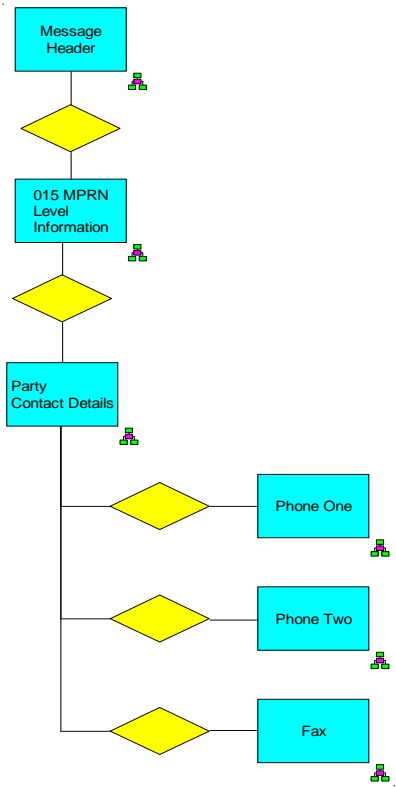 Message
Header
015 MPRN
Level
Information
Party
Contact Details
Phone One
Phone Two
Fax